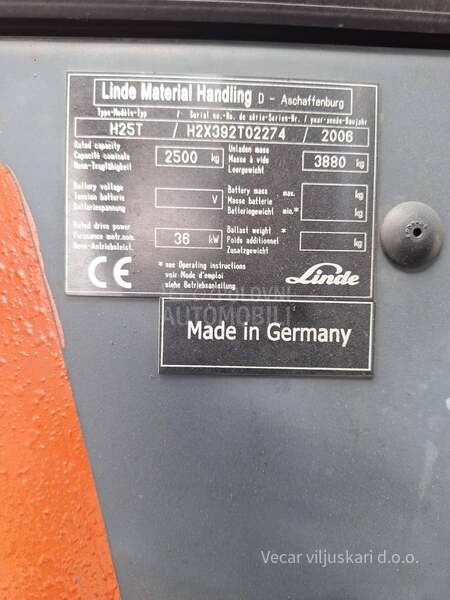 Linde Material Handling D - Aschaffenburg
Type-Modèle-Typ / Serial no.-No. de série-Serien-Nr. / year-année-Baujahr
H25T / H2X392T02274 / 2006
Rated capacity
Capacité nominale 2500 kg
Nenn-Tragfähigkeit
Unladen mass
Masse à vide 3880 kg
Leergewicht
Battery voltage
Tension batterie V
Batteriespannung
Battery mass max. kg
Masse batterie
Batteriegewicht min.* kg
Rated drive power
Puissance motr.nom. 36 kW
Nenn-Antriebsleist.
Ballast weight *
Poids additionnel kg
Zusatzgewicht
CE
* see Operating instructions
voir Mode d'emploi
siehe Betriebsanleitung
Linde
POLOVNI
AUTOMOBILI
Made in Germany
Vecar viljuskari d.o.o.